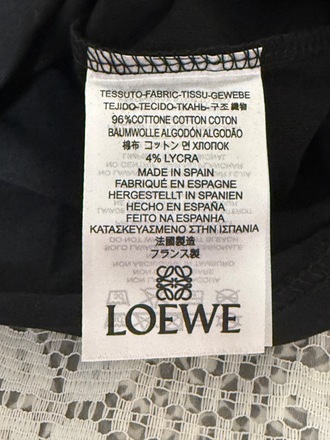 TESSUTO-FABRIC-TISSU-GEWEBE
TEJIDO-TECIDO-ТКАНЬ-구조 織物
96%COTTONE COTTON COTON
BAUMWOLLE ALGODÓN ALGODÃO
棉布 コットン 면 ХЛОПОК
4% LYCRA
MADE IN SPAIN
FABRIQUÉ EN ESPAGNE
HERGESTELLT IN SPANIEN
HECHO EN ESPAÑA
FEITO NA ESPANHA
ΚΑΤΑΣΚΕΥΑΣΜΕΝΟ ΣΤΗΝ ΙΣΠΑΝΙΑ
法國製造
フランス製
LOEWE